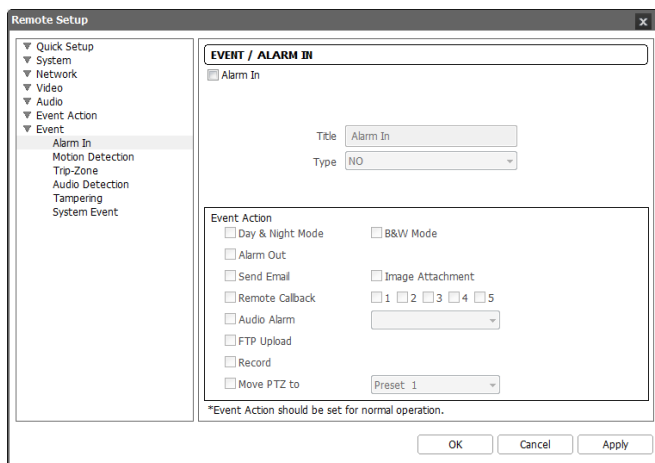 Remote Setup
Quick Setup
System
Network
Video
Audio
Event Action
Event
Alarm In
Motion Detection
Trip-Zone
Audio Detection
Tampering
System Event
EVENT / ALARM IN
Alarm In
Title Alarm In
Type NO
Event Action
Day & Night Mode B&W Mode
Alarm Out
Send Email Image Attachment
Remote Callback 1 2 3 4 5
Audio Alarm
FTP Upload
Record
Move PTZ to Preset 1
*Event Action should be set for normal operation.
OK Cancel Apply